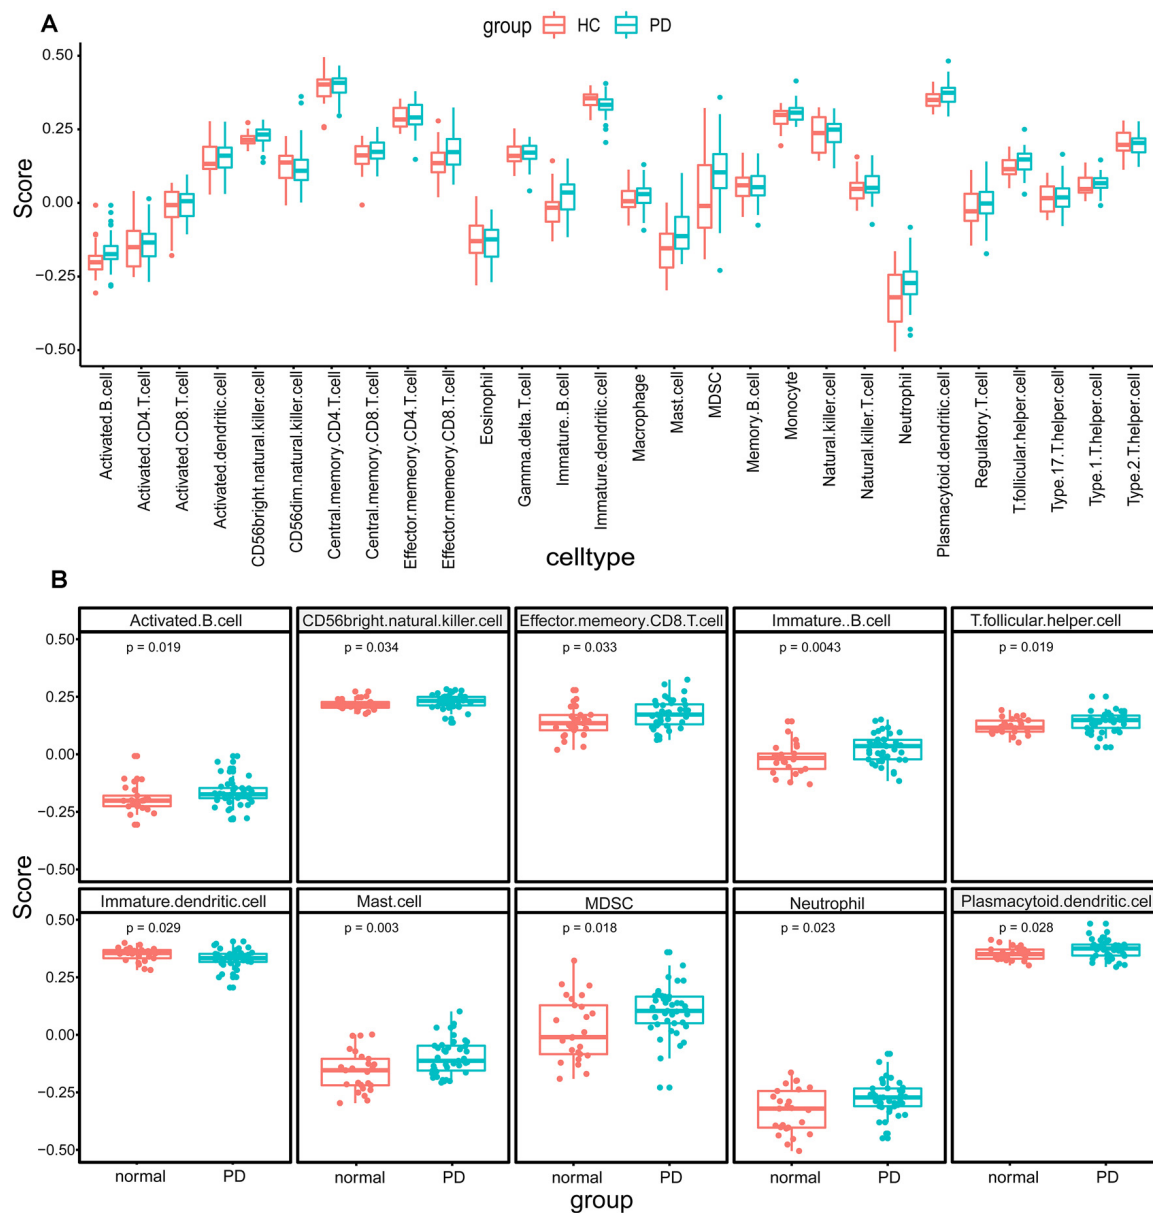 A
group HC PD
Score
0.50
0.25
0.00
−0.25
−0.50
Activated.B.cell
Activated.CD4.T.cell
Activated.CD8.T.cell
Activated.dendritic.cell
CD56bright.natural.killer.cell
CD56dim.natural.killer.cell
Central.memory.CD4.T.cell
Central.memory.CD8.T.cell
Effector.memeory.CD4.T.cell
Effector.memeory.CD8.T.cell
Eosinophil
Gamma.delta.T.cell
Immature..B.cell
Immature.dendritic.cell
Macrophage
Mast.cell
MDSC
Memory.B.cell
Monocyte
Natural.killer.cell
Natural.killer.T.cell
Neutrophil
Plasmacytoid.dendritic.cell
Regulatory.T.cell
T.follicular.helper.cell
Type.17.T.helper.cell
Type.1.T.helper.cell
Type.2.T.helper.cell
celltype
B
Activated.B.cell CD56bright.natural.killer.cell Effector.memeory.CD8.T.cell Immature..B.cell T.follicular.helper.cell
p = 0.019 p = 0.034 p = 0.033 p = 0.0043 p = 0.019
0.50
0.25
0.00
−0.25
−0.50
Score
Immature.dendritic.cell Mast.cell MDSC Neutrophil Plasmacytoid.dendritic.cel
p = 0.029 p = 0.003 p = 0.018 p = 0.023 p = 0.028
0.50
0.25
0.00
−0.25
−0.50
normal PD normal PD normal PD normal PD normal PD
group